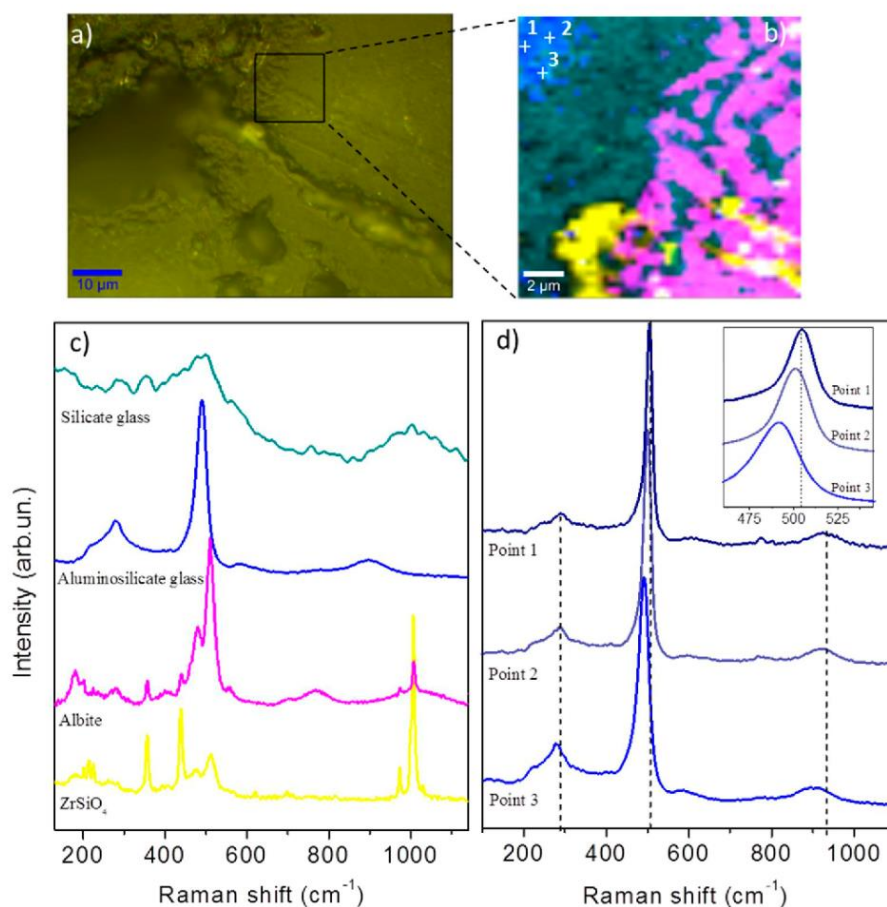 a)
10 µm
1 2
3
b)
2 µm
c)
Silicate glass
Aluminosilicate glass
Albite
ZrSiO₄
Intensity (arb.un.)
200 400 600 800 1000
Raman shift (cm⁻¹)
d)
Point 1
Point 2
Point 3
475 500 525
Point 1
Point 2
Point 3
200 400 600 800 1000
Raman shift (cm⁻¹)